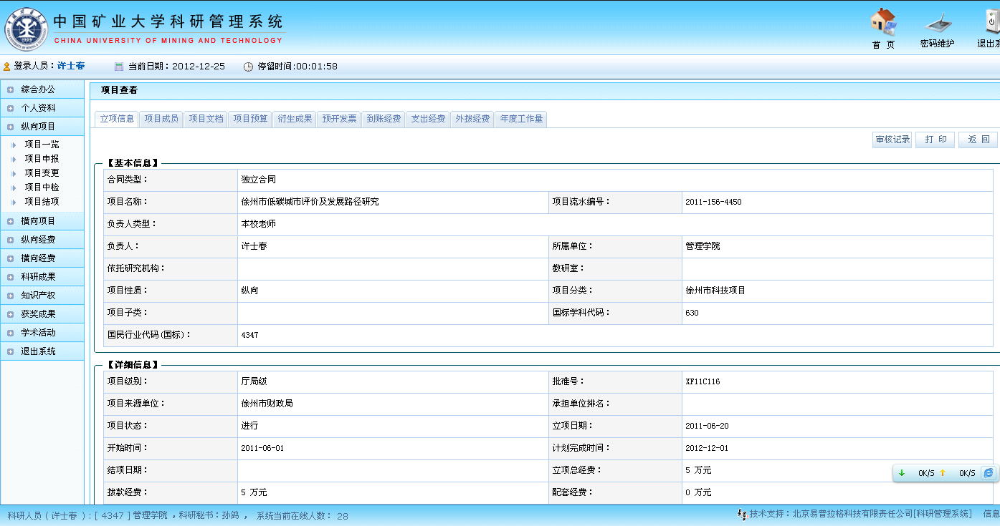 中国矿业大学科研管理系统
CHINA UNIVERSITY OF MINING AND TECHNOLOGY
首 页 密码维护 退出系
登录人员：许士春 当前日期：2012-12-25 停留时间:00:01:58
综合办公
个人资料
纵向项目
项目一览
项目申报
项目变更
项目中检
项目结项
横向项目
纵向经费
横向经费
科研成果
知识产权
获奖成果
学术活动
退出系统
项目查看
立项信息 项目成员 项目文档 项目预算 衍生成果 预开发票 到账经费 支出经费 外拨经费 年度工作量
审核记录 打 印 返 回
【基本信息】
合同类型： 独立合同
项目名称： 徐州市低碳城市评价及发展路径研究 项目流水编号： 2011-156-4450
负责人类型： 本校老师
负责人： 许士春 所属单位： 管理学院
依托研究机构： 教研室：
项目性质： 纵向 项目分类： 徐州市科技项目
项目子类： 国标学科代码： 630
国民行业代码(国标)： 4347
【详细信息】
项目级别： 厅局级 批准号： XF11C116
项目来源单位： 徐州市财政局 承担单位排名：
项目状态： 进行 立项日期： 2011-06-20
开始时间： 2011-06-01 计划完成时间： 2012-12-01
结项日期： 立项总经费： 5 万元
拨款经费： 5 万元 配套经费： 0 万元
0K/S 0K/S
科研人员（许士春 ）: [ 4347 ] 管理学院 ，科研秘书：孙鸽 ， 系统当前在线人数： 28
技术支持：北京易普拉格科技有限责任公司[科研管理系统] 信息